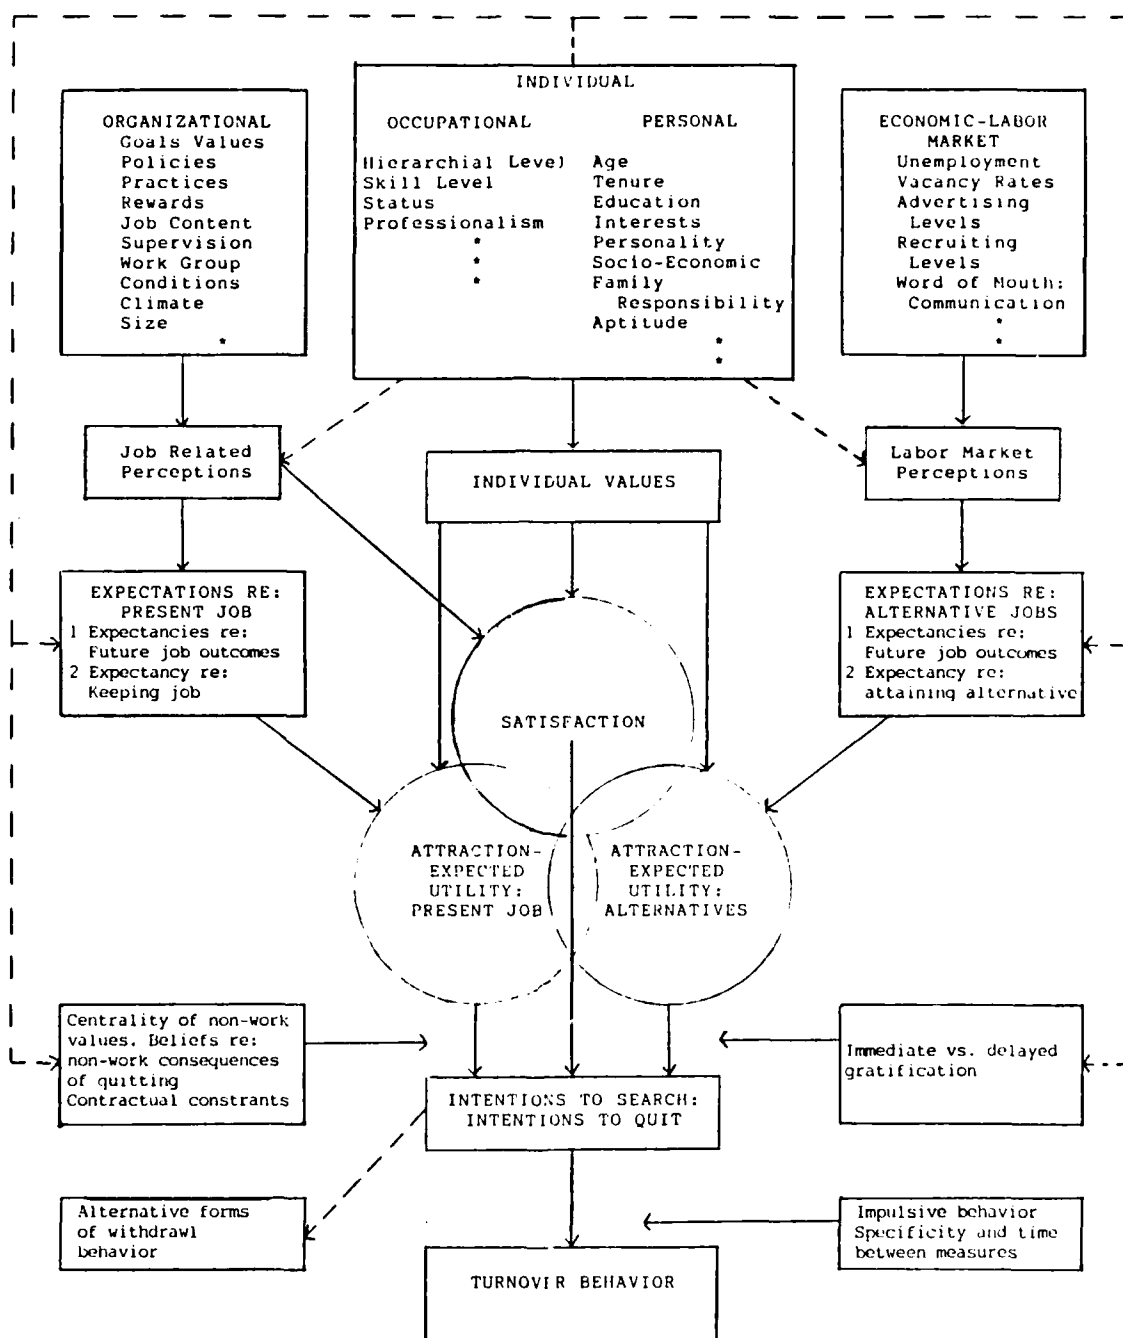 INDIVIDUAL
ORGANIZATIONAL
Goals Values
Policies
Practices
Rewards
Job Content
Supervision
Work Group
Conditions
Climate
Size
*
OCCUPATIONAL
Hierarchial Level
Skill Level
Status
Professionalism
*
*
*
PERSONAL
Age
Tenure
Education
Interests
Personality
Socio-Economic
Family
Responsibility
Aptitude
*
*
ECONOMIC-LABOR
MARKET
Unemployment
Vacancy Rates
Advertising
Levels
Recruiting
Levels
Word of Mouth:
Communication
*
*
Job Related
Perceptions
INDIVIDUAL VALUES
Labor Market
Perceptions
EXPECTATIONS RE:
PRESENT JOB
1 Expectancies re:
Future job outcomes
2 Expectancy re:
Keeping job
EXPECTATIONS RE:
ALTERNATIVE JOBS
1 Expectancies re:
Future job outcomes
2 Expectancy re:
attaining alternative
SATISFACTION
ATTRACTION-
EXPECTED
UTILITY:
PRESENT JOB
ATTRACTION-
EXPECTED
UTILITY:
ALTERNATIVES
Centrality of non-work
values. Beliefs re:
non-work consequences
of quitting
Contractual constrants
Immediate vs. delayed
gratification
INTENTIONS TO SEARCH:
INTENTIONS TO QUIT
Alternative forms
of withdrawl
behavior
Impulsive behavior
Specificity and time
between measures
TURNOVER BEHAVIOR